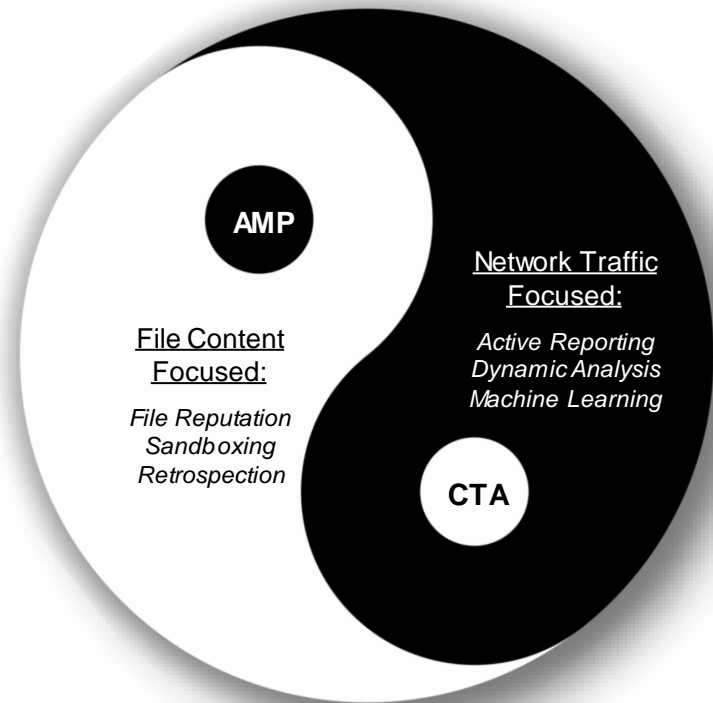 AMP
File Content
Focused:
File Reputation
Sandboxing
Retrospection
Network Traffic
Focused:
Active Reporting
Dynamic Analysis
Machine Learning
CTA